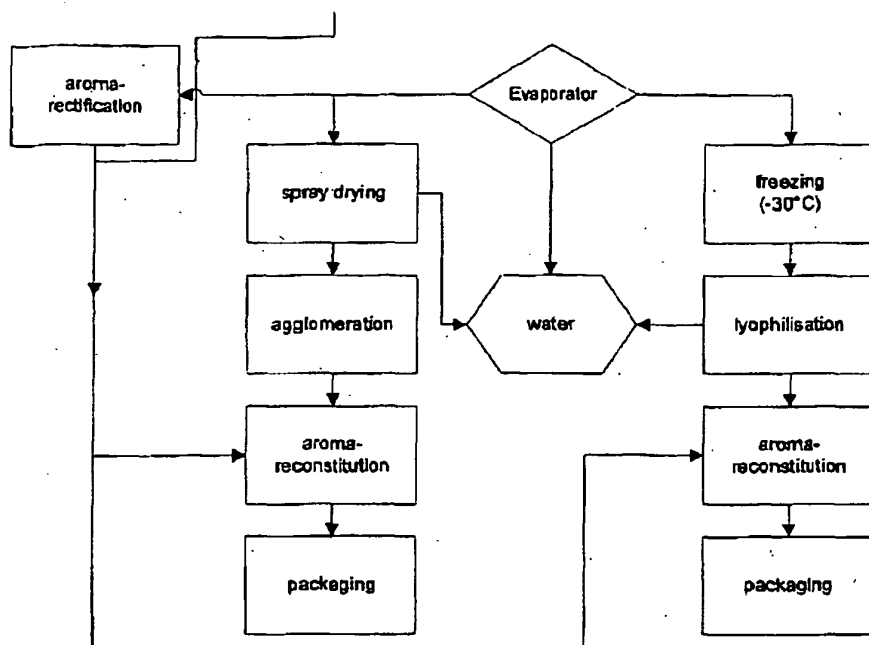 aroma-
rectification
Evaporator
spray drying
freezing
(-30°C)
agglomeration
water
lyophilisation
aroma-
reconstitution
aroma-
reconstitution
packaging
packaging